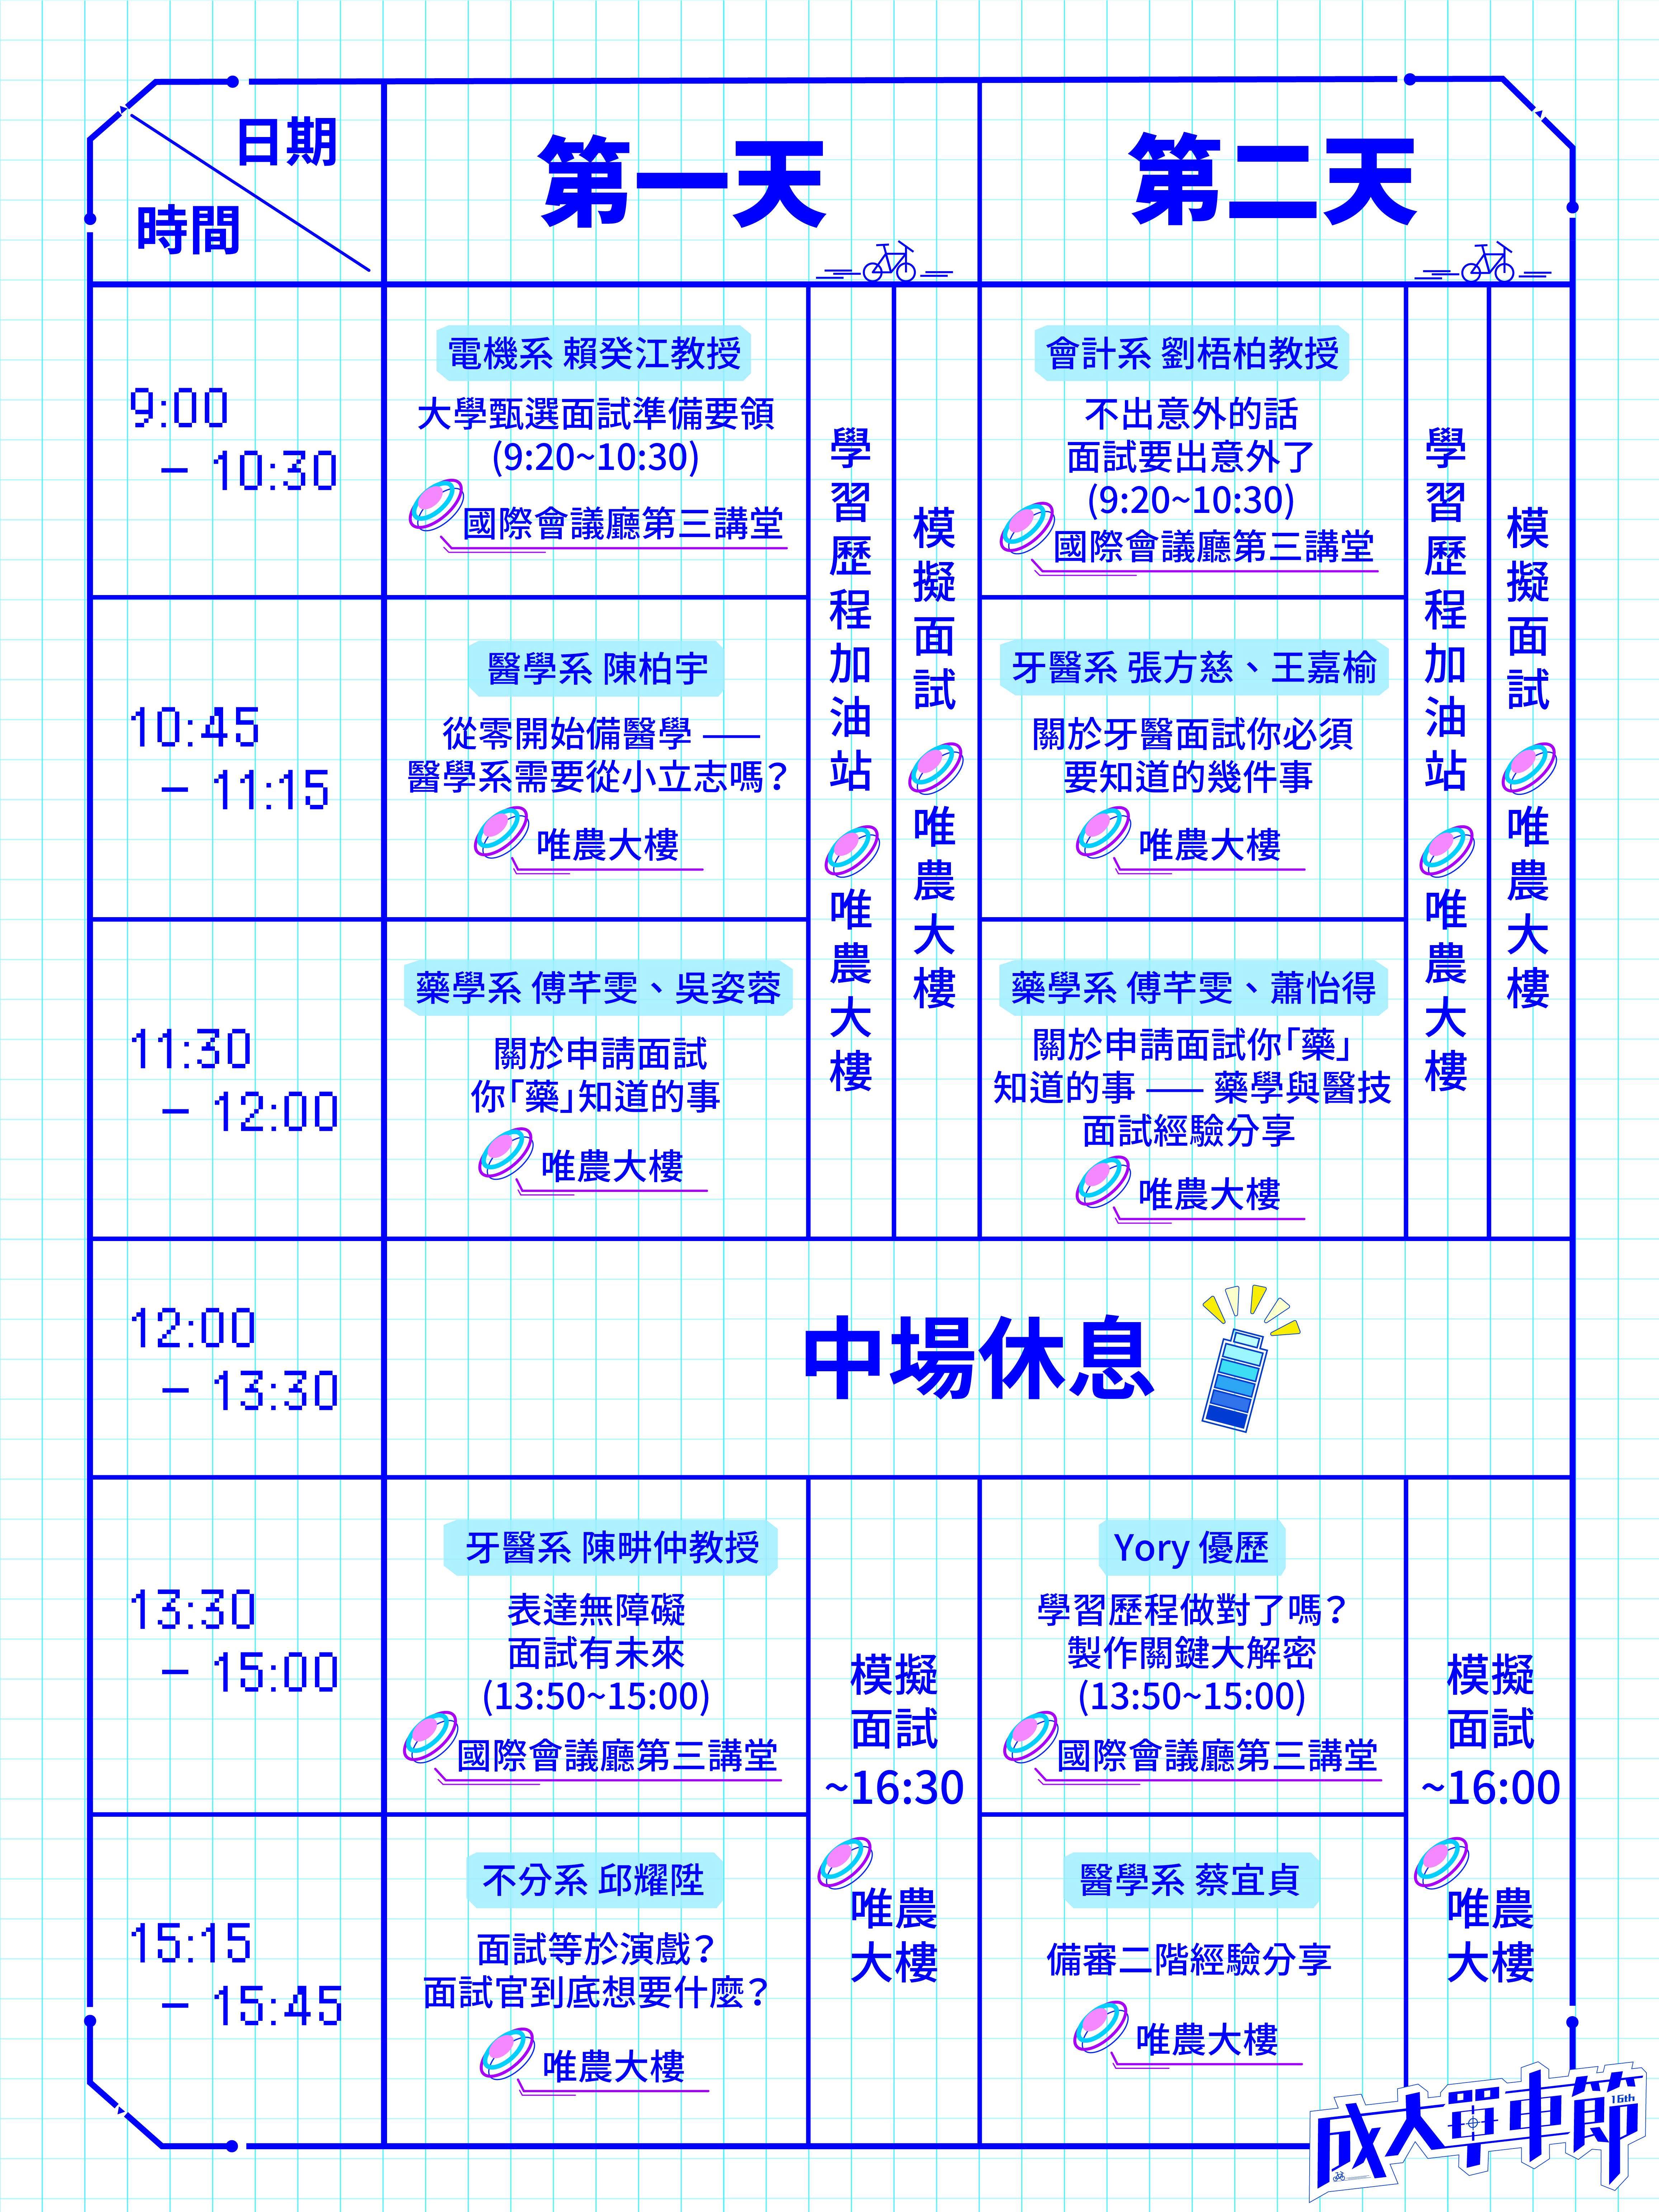 日期
時間
第一天
第二天
9:00
– 10:30
電機系 賴癸江教授
大學甄選面試準備要領
(9:20~10:30)
國際會議廳第三講堂
學習歷程加油站 唯農大樓
模擬面試 唯農大樓
會計系 劉梧柏教授
不出意外的話
面試要出意外了
(9:20~10:30)
國際會議廳第三講堂
學習歷程加油站 唯農大樓
模擬面試 唯農大樓
10:45
– 11:15
醫學系 陳柏宇
從零開始備醫學 ——
醫學系需要從小立志嗎？
唯農大樓
牙醫系 張方慈、王嘉榆
關於牙醫面試你必須
要知道的幾件事
唯農大樓
11:30
– 12:00
藥學系 傅芊雯、吳姿蓉
關於申請面試
你「藥」知道的事
唯農大樓
藥學系 傅芊雯、蕭怡得
關於申請面試你「藥」
知道的事 —— 藥學與醫技
面試經驗分享
唯農大樓
12:00
– 13:30
中場休息
13:30
– 15:00
牙醫系 陳畊仲教授
表達無障礙
面試有未來
(13:50~15:00)
國際會議廳第三講堂
模擬
面試
~16:30
唯農
大樓
Yory 優歷
學習歷程做對了嗎？
製作關鍵大解密
(13:50~15:00)
國際會議廳第三講堂
模擬
面試
~16:00
唯農
大樓
15:15
– 15:45
不分系 邱耀陞
面試等於演戲？
面試官到底想要什麼？
唯農大樓
醫學系 蔡宜貞
備審二階經驗分享
唯農大樓
成大單車節
16th